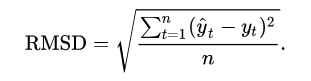 RMSD = \sqrt{\frac{\sum_{t=1}^{n} (\hat{y}_t - y_t)^2}{n}}.